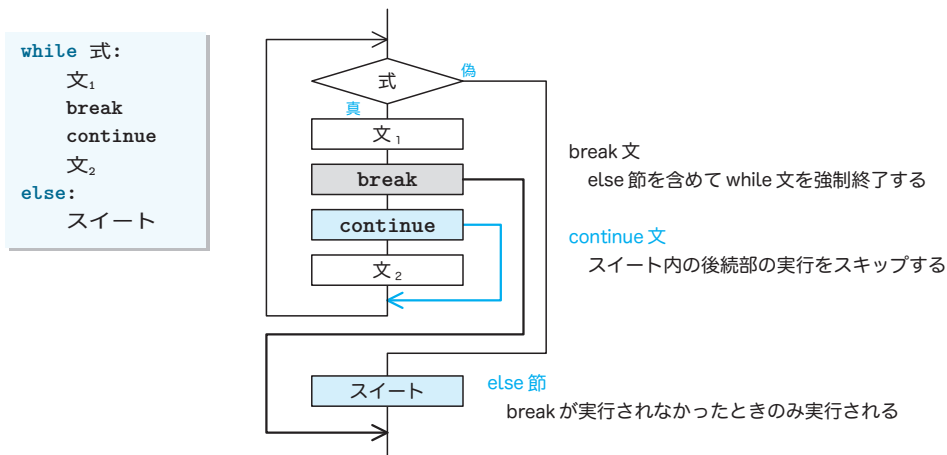 while 式:
文₁
break
continue
文₂
else:
スイート
式
偽
真
文₁
break
continue
文₂
スイート
break 文
else 節を含めて while 文を強制終了する
continue 文
スイート内の後続部の実行をスキップする
else 節
break が実行されなかったときのみ実行される